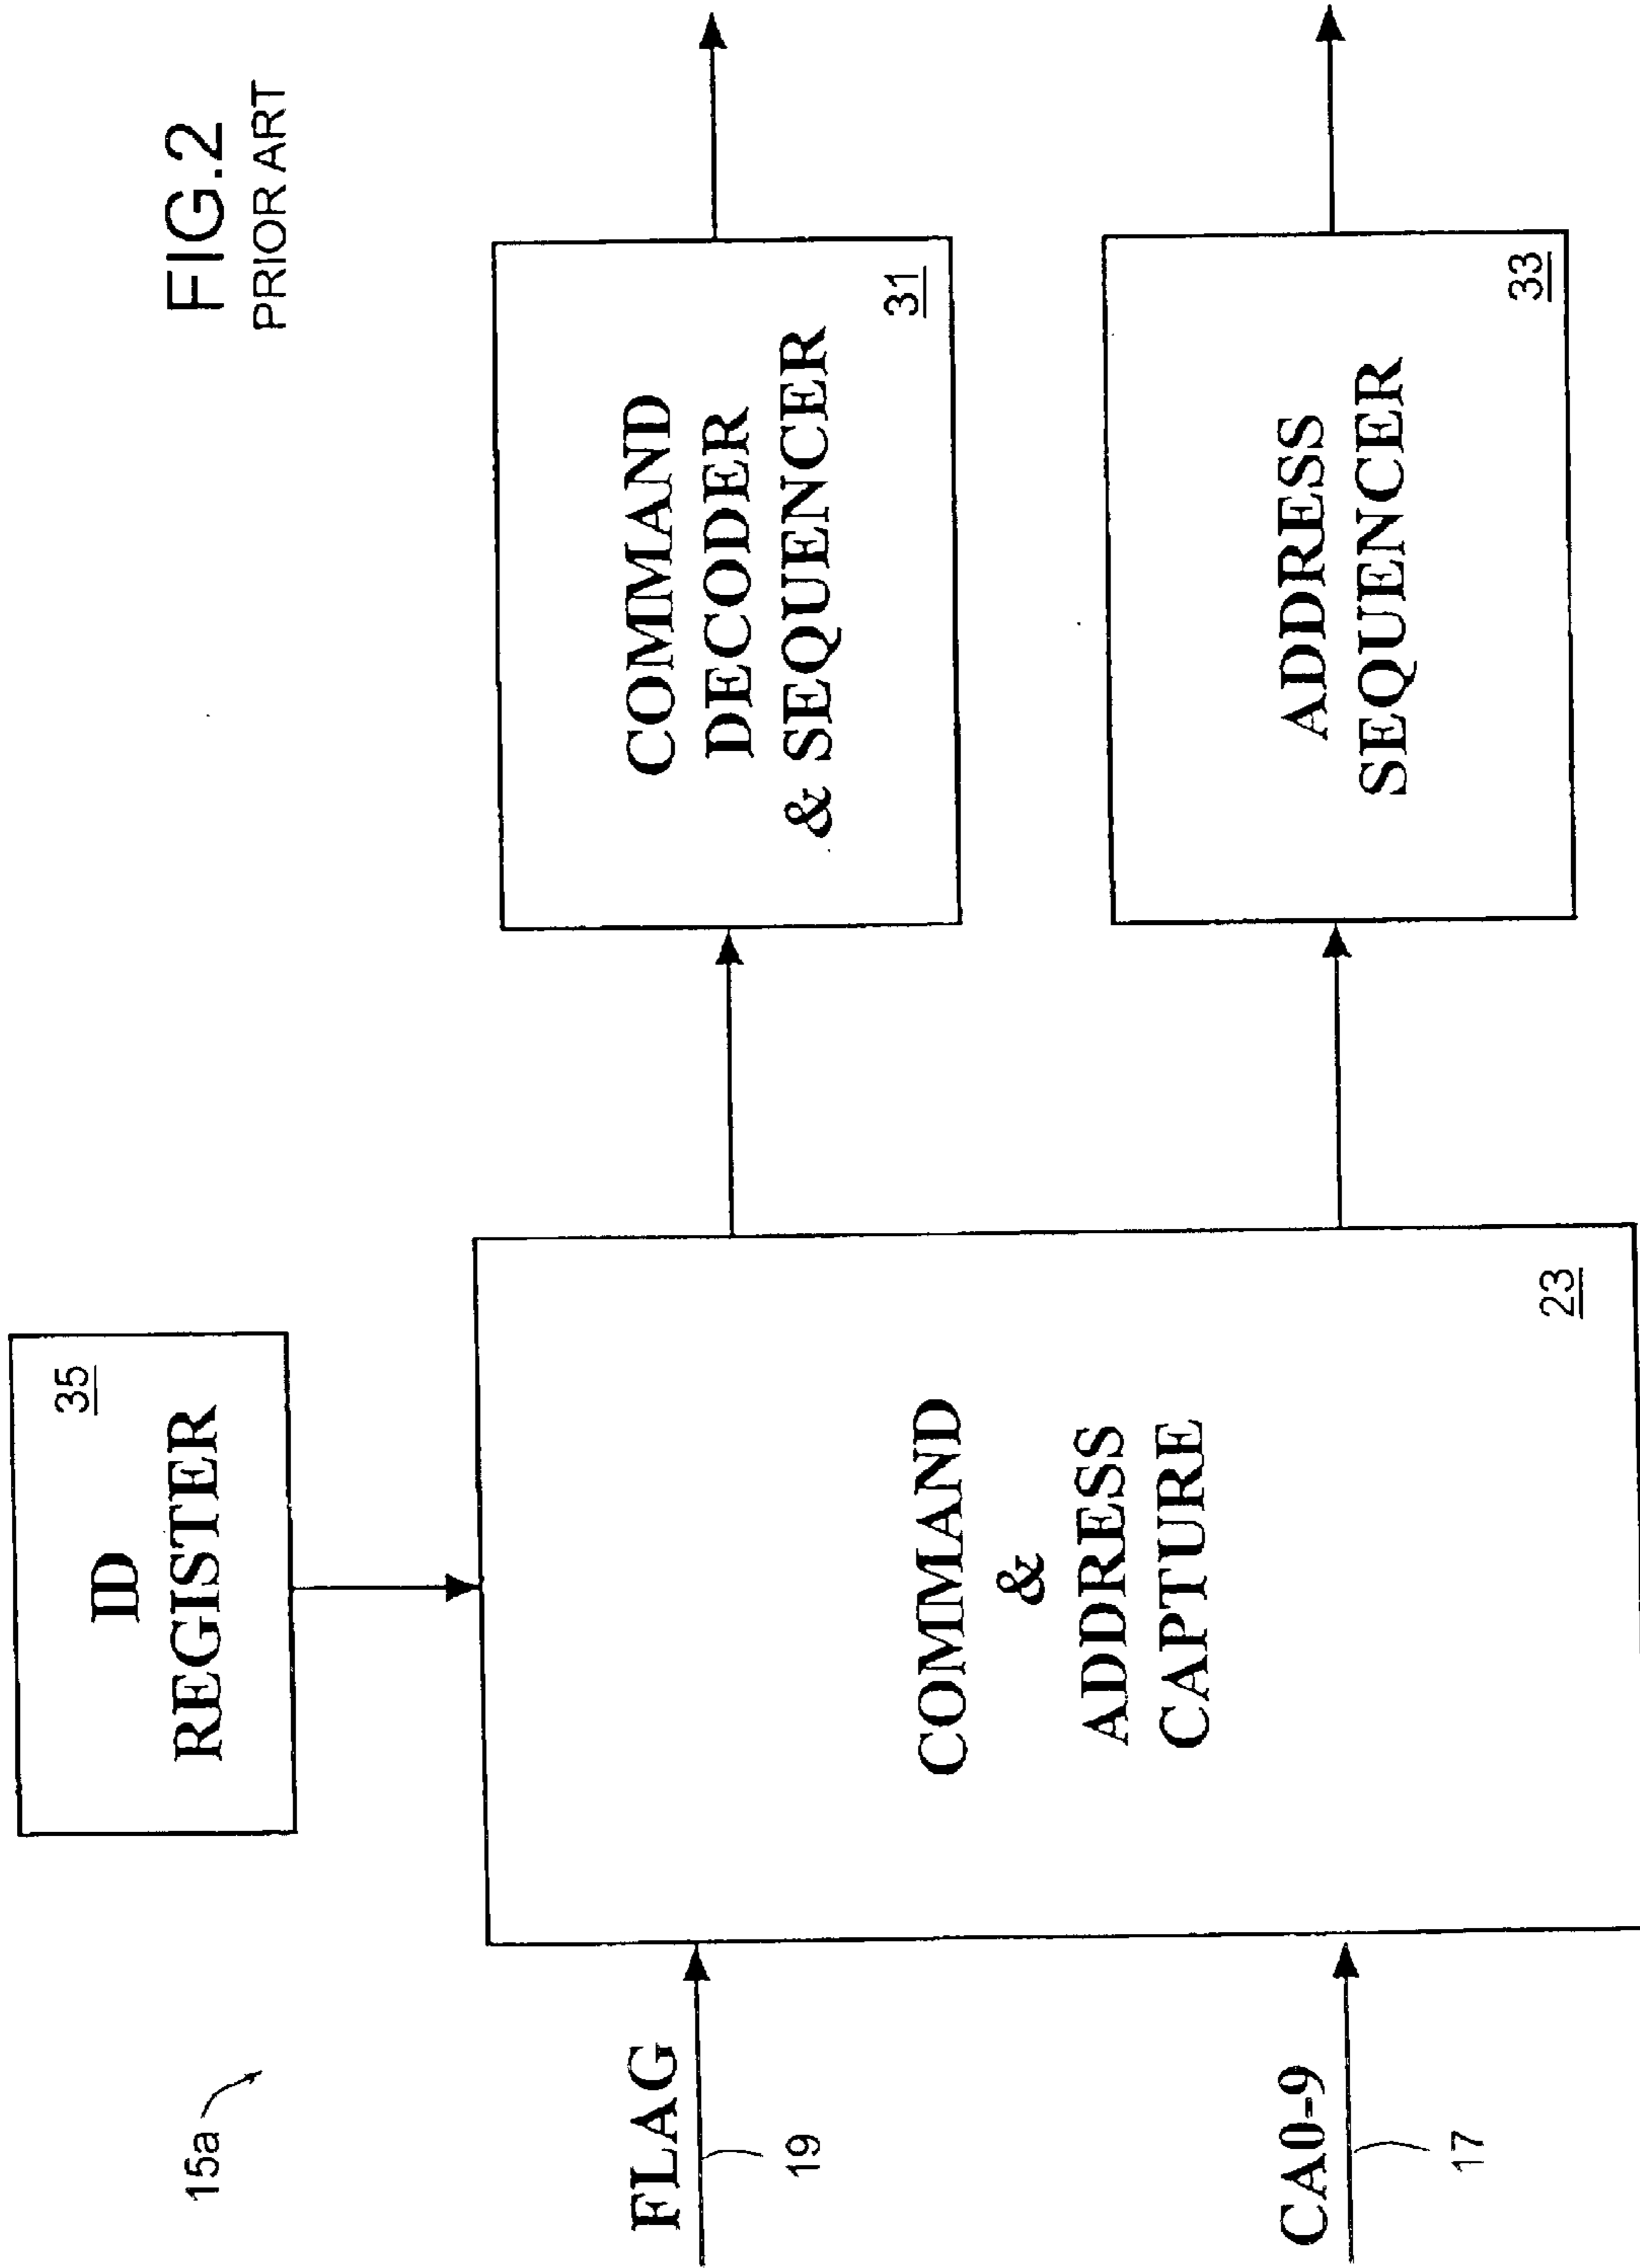 FIG.2
PRIOR ART
15a
ID
REGISTER
35
FLAG
19
CA0-9
17
COMMAND
&
ADDRESS
CAPTURE
23
COMMAND
DECODER
& SEQUENCER
31
ADDRESS
SEQUENCER
33